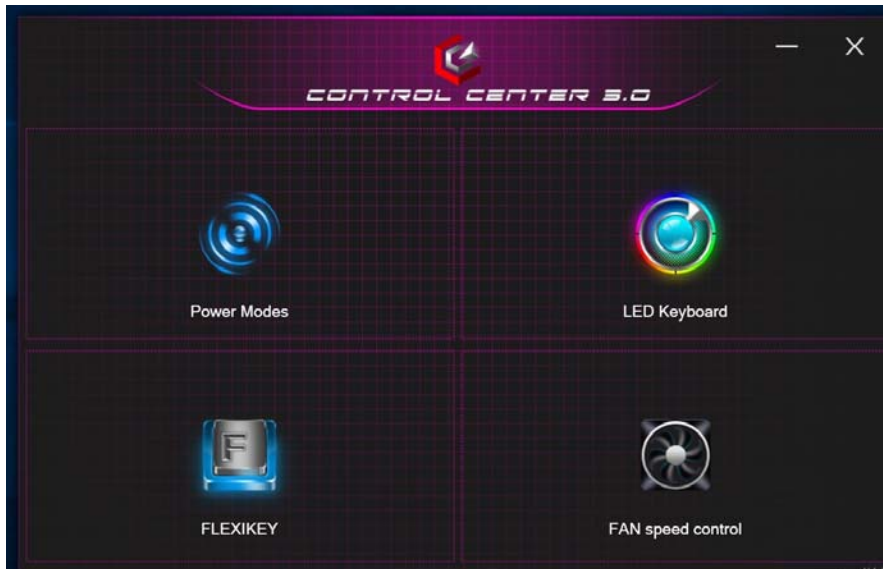 CONTROL CENTER 3.0
Power Modes
LED Keyboard
F
FLEXIKEY
FAN speed control